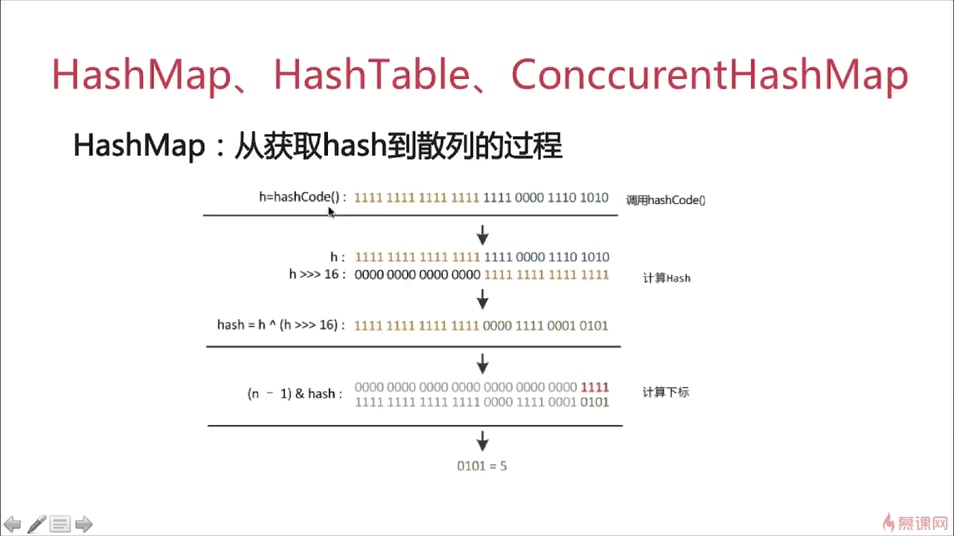 HashMap、HashTable、ConccurentHashMap
HashMap：从获取hash到散列的过程
h=hashCode() : 1111 1111 1111 1111 1111 0000 1110 1010 调用hashCode()
h : 1111 1111 1111 1111 1111 0000 1110 1010
h >>> 16 : 0000 0000 0000 0000 1111 1111 1111 1111 计算Hash
hash = h ^ (h >>> 16) : 1111 1111 1111 1111 0000 1111 0001 0101
(n － 1) & hash : 0000 0000 0000 0000 0000 0000 0000 1111 计算下标
1111 1111 1111 1111 0000 1111 0001 0101
0101 = 5
慕课网